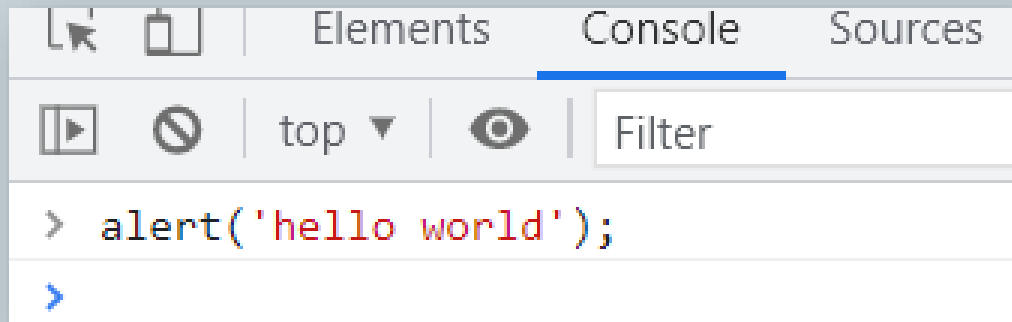 Elements Console Sources
top ▼ Filter
> alert('hello world');
>